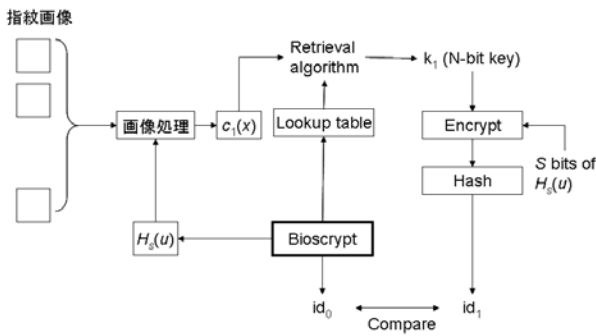 指紋画像
Retrieval
algorithm
k₁ (N-bit key)
画像処理
c₁(x)
Lookup table
Encrypt
S bits of
Hₛ(u)
Hash
Hₛ(u)
Bioscrypt
id₀
id₁
Compare